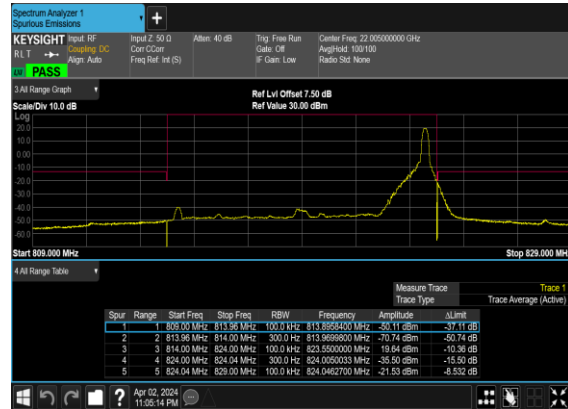 Spectrum Analyzer 1
Spurious Emissions
KEYSIGHT Input: RF Input Z: 50 Ω Atten: 40 dB Trig: Free Run Center Freq: 22.005000000 GHz
RLT Coupling: DC Corr CCorr Gate: Off Avg|Hold: 100/100
Align: Auto Freq Ref: Int (S) IF Gain: Low Radio Std: None
LW PASS
3 All Range Graph
Ref Lvl Offset 7.50 dB
Scale/Div 10.0 dB Ref Value 30.00 dBm
Log
20.0
10.0
0.00
-10.0
-20.0
-30.0
-40.0
-50.0
-60.0
Start 809.000 MHz Stop 829.000 MH
4 All Range Table
Measure Trace Trace 1
Trace Type Trace Average (Active)
Spur Range Start Freq Stop Freq RBW Frequency Amplitude ΔLimit
1 1 809.00 MHz 813.96 MHz 100.0 kHz 813.8958400 MHz -50.11 dBm -37.11 dB
2 2 813.96 MHz 814.00 MHz 300.0 Hz 813.9699800 MHz -70.74 dBm -50.74 dB
3 3 814.00 MHz 824.00 MHz 100.0 kHz 823.5500000 MHz 19.64 dBm -10.36 dB
4 4 824.00 MHz 824.04 MHz 300.0 Hz 824.0050033 MHz -35.50 dBm -15.50 dB
5 5 824.04 MHz 829.00 MHz 100.0 kHz 824.0462700 MHz -21.53 dBm -8.532 dB
? Apr 02, 2024
11:05:14 PM